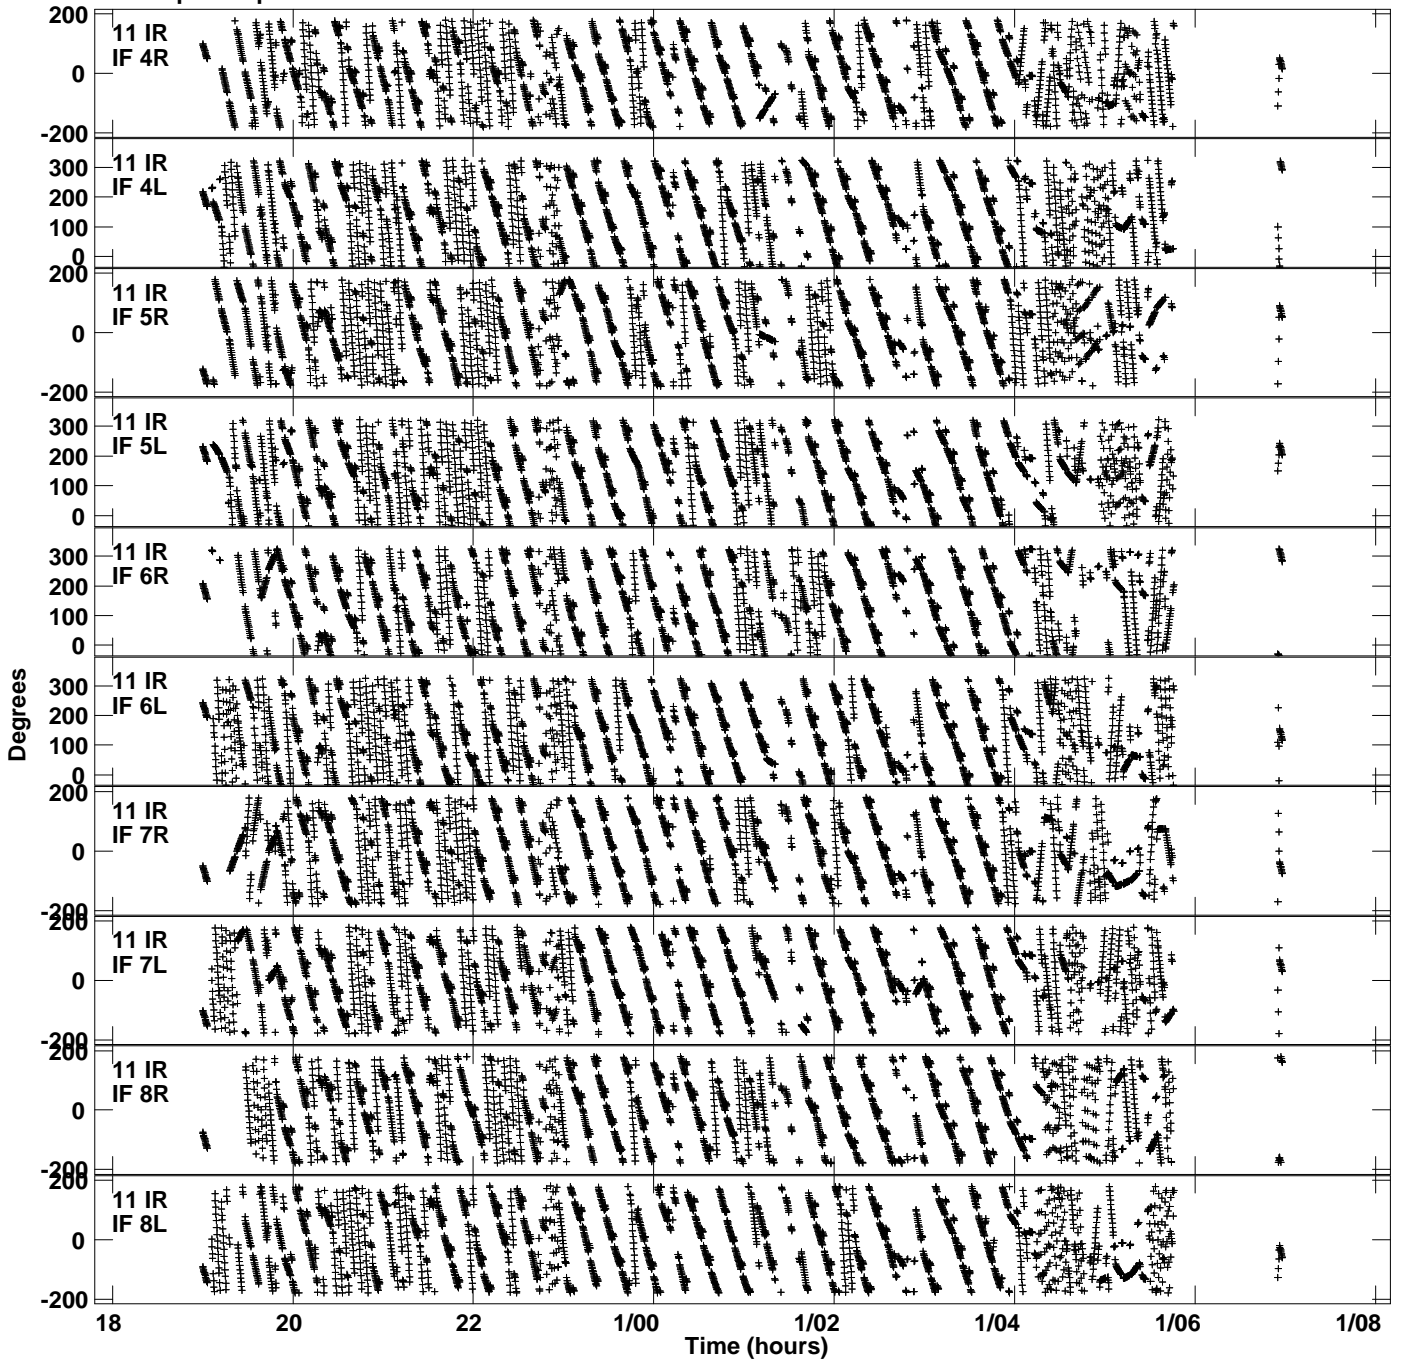 200
0
-200
11 IR
IF 4R
300
200
100
0
11 IR
IF 4L
200
0
-200
11 IR
IF 5R
300
200
100
0
11 IR
IF 5L
300
200
100
0
11 IR
IF 6R
300
200
100
0
11 IR
IF 6L
200
0
-200
11 IR
IF 7R
200
0
-200
11 IR
IF 7L
200
0
-200
11 IR
IF 8R
200
0
-200
11 IR
IF 8L
Degrees
18 20 22 1/00 1/02 1/04 1/06 1/08
Time (hours)